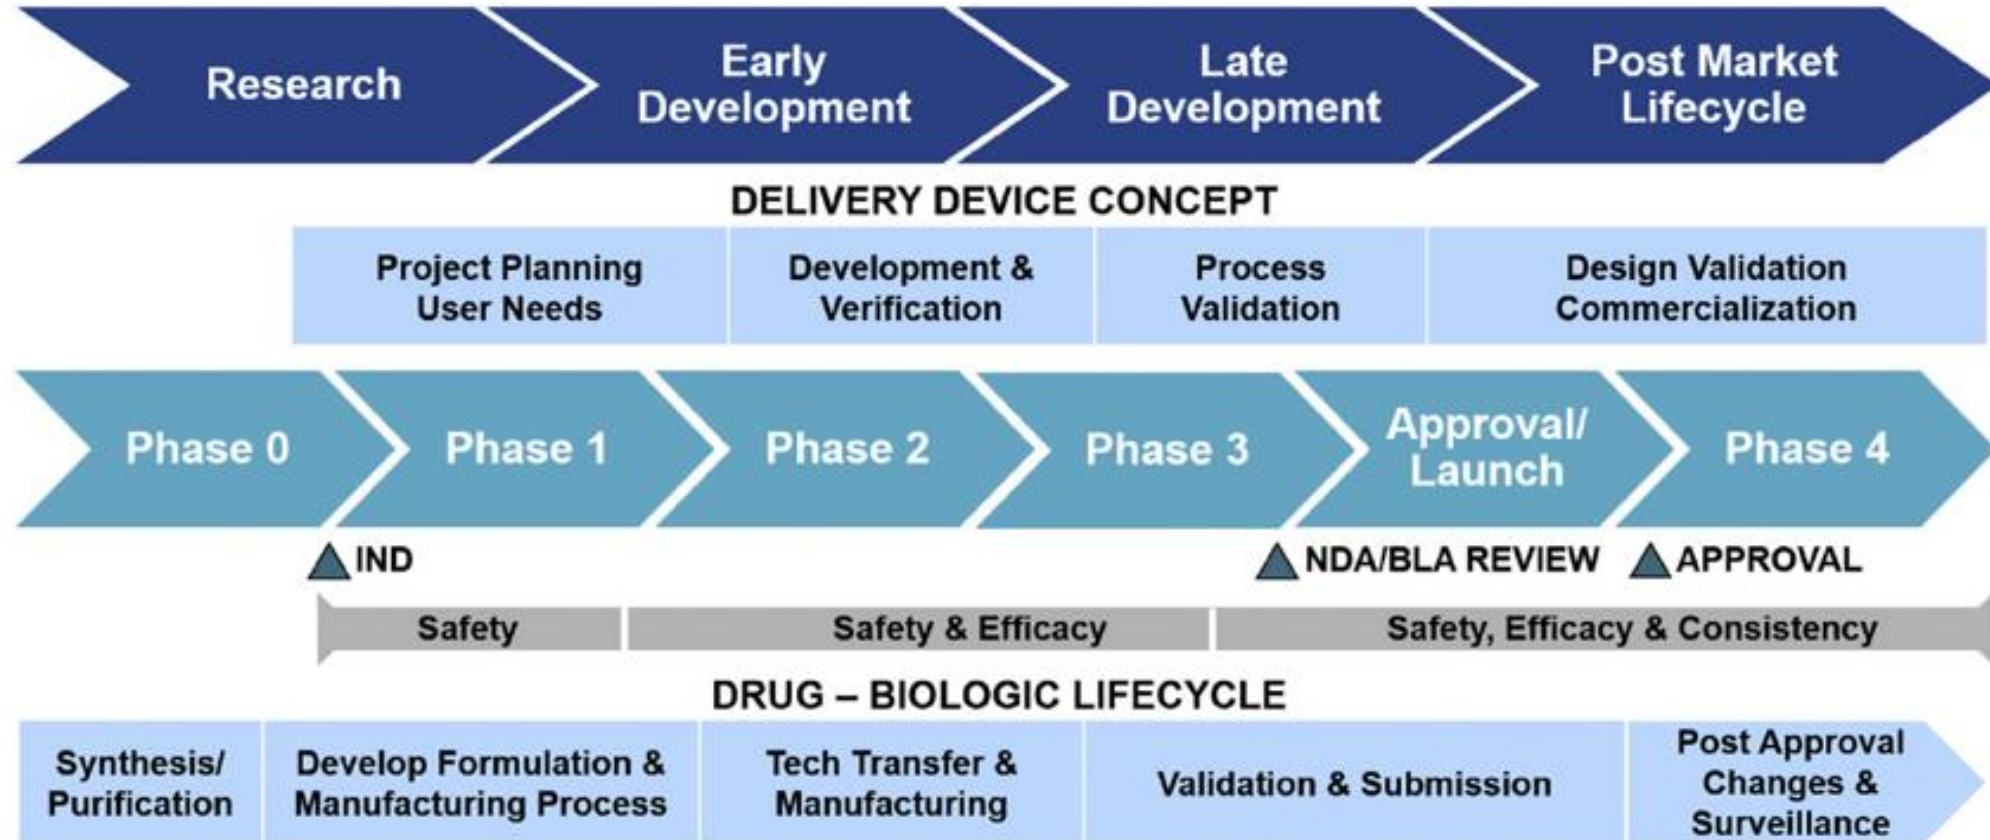 Research
Early
Development
Late
Development
Post Market
Lifecycle
DELIVERY DEVICE CONCEPT
Project Planning
User Needs
Development &
Verification
Process
Validation
Design Validation
Commercialization
Phase 0
Phase 1
Phase 2
Phase 3
Approval/
Launch
Phase 4
IND
NDA/BLA REVIEW
APPROVAL
Safety
Safety & Efficacy
Safety, Efficacy & Consistency
DRUG – BIOLOGIC LIFECYCLE
Synthesis/
Purification
Develop Formulation &
Manufacturing Process
Tech Transfer &
Manufacturing
Validation & Submission
Post Approval
Changes &
Surveillance